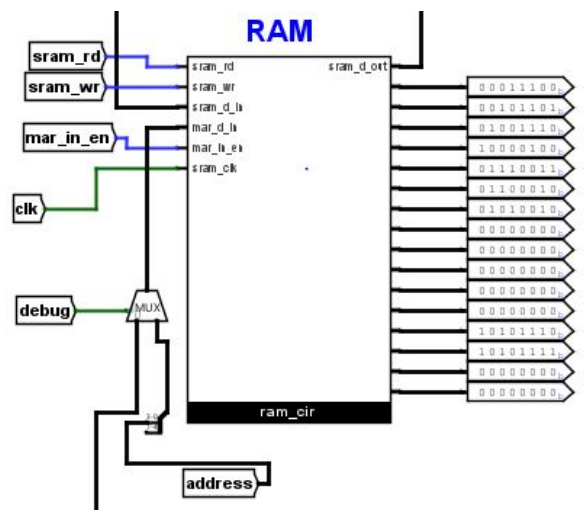 RAM
sram_rd
sram_wr
mar_in_en
clk
debug
address
MUX
sram_rd
sram_wr
sram_d_in
mar_d_in
mar_in_en
sram_clk
sram_d_out
ram_cir
00011100
00101101
01001110
10000100
01110011
01100010
01010010
00000000
00000000
00000000
00000000
00000000
10101101
10101111
00000000
00000000